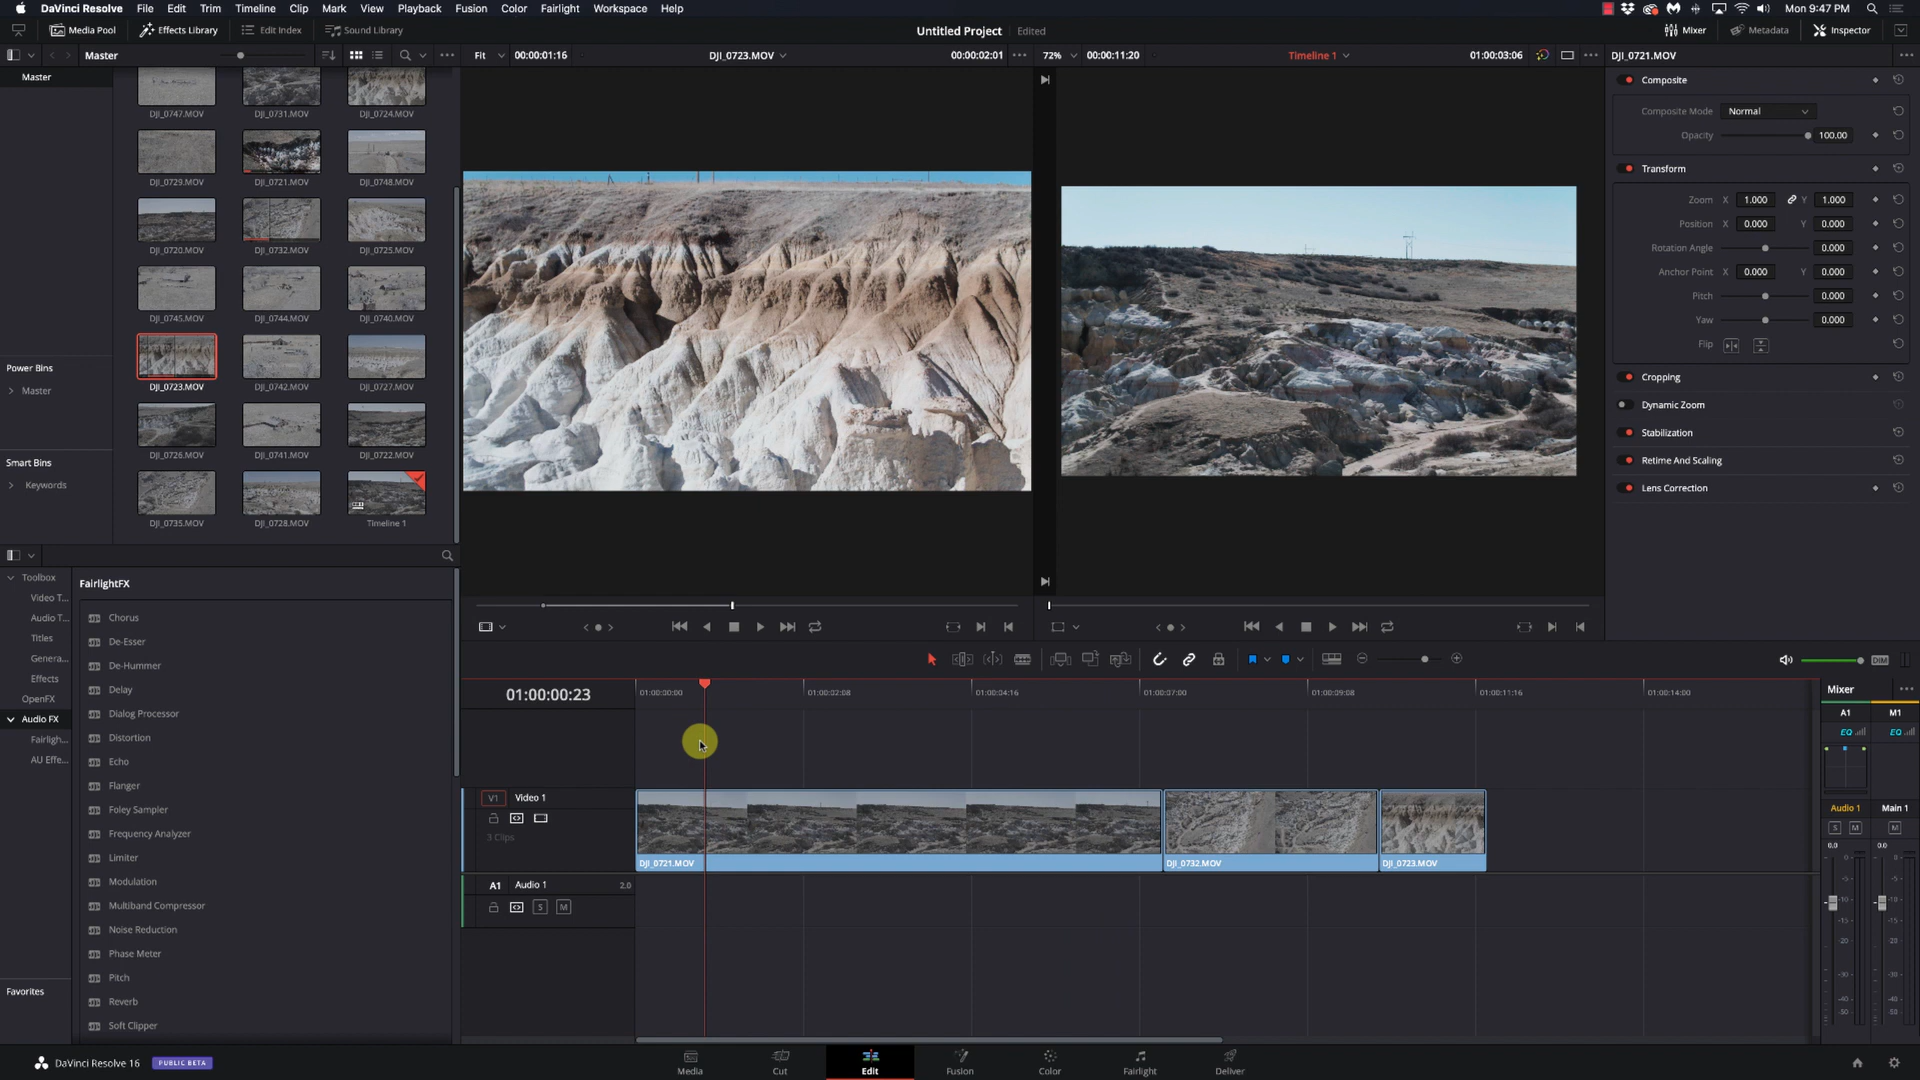 DaVinci Resolve File Edit Trim Timeline Clip Mark View Playback Fusion Color Fairlight Workspace Help Mon 9:47 PM
Media Pool Effects Library Edit Index Sound Library Untitled Project Edited Mixer Metadata Inspector
Master Fit 00:00:01:16 DJI_0723.MOV 00:00:02:01 72% 00:00:11:20 Timeline 1 01:00:03:06 DJI_0721.MOV
Master
DJI_0747.MOV DJI_0731.MOV DJI_0724.MOV
DJI_0729.MOV DJI_0721.MOV DJI_0748.MOV
DJI_0720.MOV DJI_0732.MOV DJI_0725.MOV
DJI_0745.MOV DJI_0744.MOV DJI_0740.MOV
DJI_0723.MOV DJI_0742.MOV DJI_0727.MOV
DJI_0726.MOV DJI_0741.MOV DJI_0722.MOV
DJI_0735.MOV DJI_0728.MOV Timeline 1
Power Bins
Master
Smart Bins
Keywords
Composite
Composite Mode Normal
Opacity 100.00
Transform
Zoom X 1.000 Y 1.000
Position X 0.000 Y 0.000
Rotation Angle 0.000
Anchor Point X 0.000 Y 0.000
Pitch 0.000
Yaw 0.000
Flip
Cropping
Dynamic Zoom
Stabilization
Retime And Scaling
Lens Correction
Toolbox
Video T...
Audio T...
Titles
Genera...
Effects
OpenFX
Audio FX
Fairligh...
AU Effe...
Favorites
FairlightFX
Chorus
De-Esser
De-Hummer
Delay
Dialog Processor
Distortion
Echo
Flanger
Foley Sampler
Frequency Analyzer
Limiter
Modulation
Multiband Compressor
Noise Reduction
Phase Meter
Pitch
Reverb
Soft Clipper
DIM
01:00:00:23 01:00:00:00 01:00:02:08 01:00:04:16 01:00:07:00 01:00:09:08 01:00:11:16 01:00:14:00
V1 Video 1
3 Clips
DJI_0721.MOV DJI_0732.MOV DJI_0723.MOV
A1 Audio 1 2.0
S M
Mixer
A1 M1
EQ EQ
Audio 1 Main 1
S M M
0.0 0.0
DaVinci Resolve 16 PUBLIC BETA
Media Cut Edit Fusion Color Fairlight Deliver